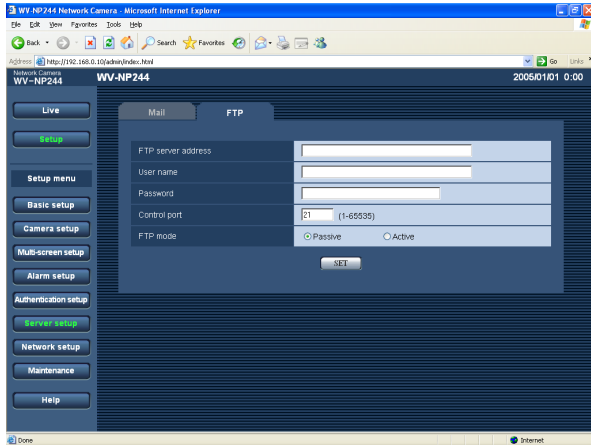 WV-NP244 Network Camera - Microsoft Internet Explorer
File Edit View Favorites Tools Help
Back Search Favorites
Address http://192.168.0.10/admin/index.html Go Links
Network Camera
WV-NP244
WV-NP244 2005/01/01 0:00
Live
Setup
Setup menu
Basic setup
Camera setup
Multi-screen setup
Alarm setup
Authentication setup
Server setup
Network setup
Maintenance
Help
Mail FTP
FTP server address
User name
Password
Control port 21 (1-65535)
FTP mode Passive Active
SET
Done Internet